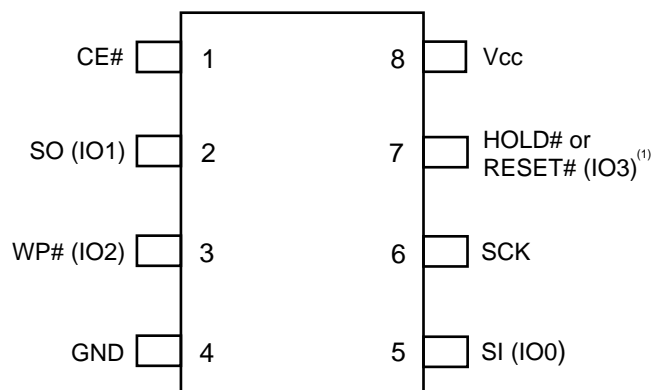 CE# 1 8 Vcc
SO (IO1) 2 7 HOLD# or
RESET# (IO3)(1)
WP# (IO2) 3 6 SCK
GND 4 5 SI (IO0)